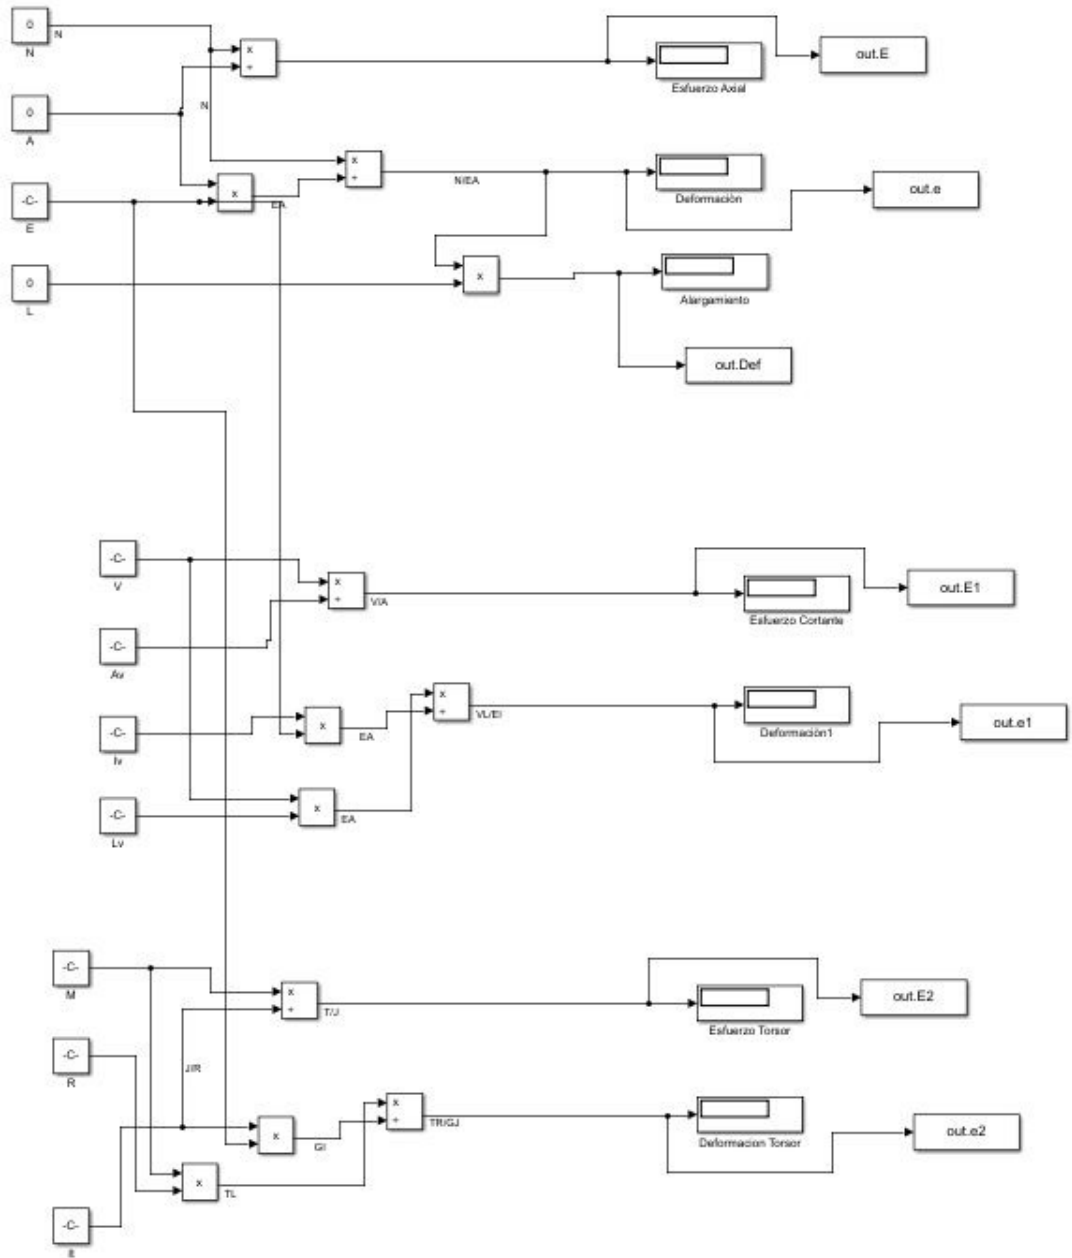 0
N
N
x
÷
Esfuerzo Axial
out.E
0
A
N
x
÷
N/EA
Deformación
out.e
-C-
E
x
EA
0
L
x
Alargamiento
out.Def
-C-
V
x
÷
V/A
Esfuerzo Cortante
out.E1
-C-
Av
x
÷
VL/EI
Deformación1
out.e1
-C-
Iv
x
EA
-C-
Lv
x
EA
-C-
M
x
÷
T/J
Esfuerzo Torsor
out.E2
-C-
R
J/R
x
÷
TR/GJ
Deformacion Torsor
out.e2
x
GI
x
TL
-C-
It